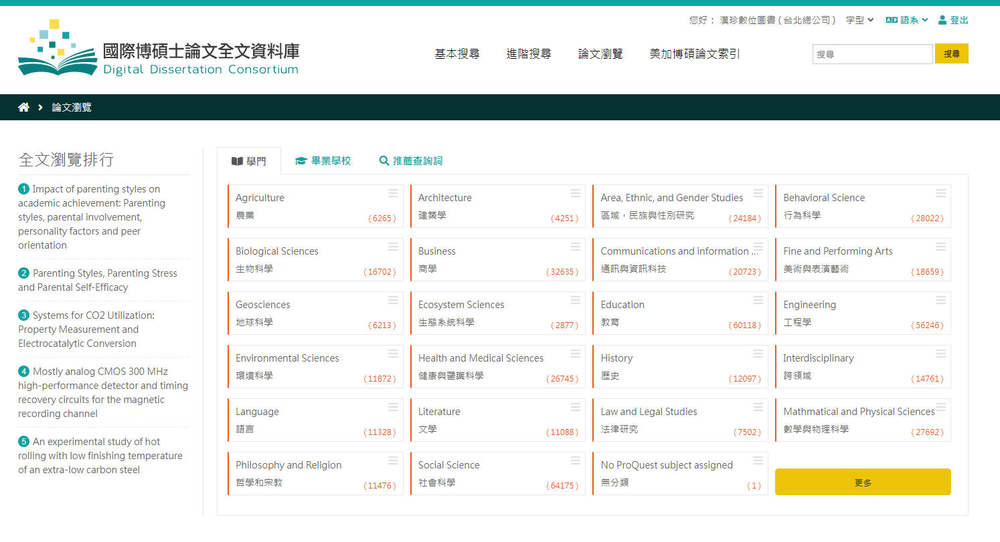 您好： 漢珍數位圖書 ( 台北總公司 ) 字型 語系 登出
國際博碩士論文全文資料庫
Digital Dissertation Consortium
基本搜尋 進階搜尋 論文瀏覽 美加博碩論文索引
搜尋 搜尋
論文瀏覽
全文瀏覽排行
1 Impact of parenting styles on
academic achievement: Parenting
styles, parental involvement,
personality factors and peer
orientation
2 Parenting Styles, Parenting Stress
and Parental Self-Efficacy
3 Systems for CO2 Utilization:
Property Measurement and
Electrocatalytic Conversion
4 Mostly analog CMOS 300 MHz
high-performance detector and timing
recovery circuits for the magnetic
recording channel
5 An experimental study of hot
rolling with low finishing temperature
of an extra-low carbon steel
學門 畢業學校 推薦查詢詞
Agriculture
農業 ( 6265 )
Architecture
建築學 ( 4251 )
Area, Ethnic, and Gender Studies
區域，民族與性別研究 ( 24184 )
Behavioral Science
行為科學 ( 28022 )
Biological Sciences
生物科學 ( 16702 )
Business
商學 ( 32635 )
Communications and information ...
通訊與資訊科技 ( 20723 )
Fine and Performing Arts
美術與表演藝術 ( 18659 )
Geosciences
地球科學 ( 6213 )
Ecosystem Sciences
生態系統科學 ( 2877 )
Education
教育 ( 60118 )
Engineering
工程學 ( 56246 )
Environmental Sciences
環境科學 ( 11872 )
Health and Medical Sciences
健康與醫藥科學 ( 26745 )
History
歷史 ( 12097 )
Interdisciplinary
跨領域 ( 14761 )
Language
語言 ( 11328 )
Literature
文學 ( 11088 )
Law and Legal Studies
法律研究 ( 7502 )
Mathmatical and Physical Sciences
數學與物理科學 ( 27692 )
Philosophy and Religion
哲學和宗教 ( 11476 )
Social Science
社會科學 ( 64175 )
No ProQuest subject assigned
無分類 ( 1 )
更多